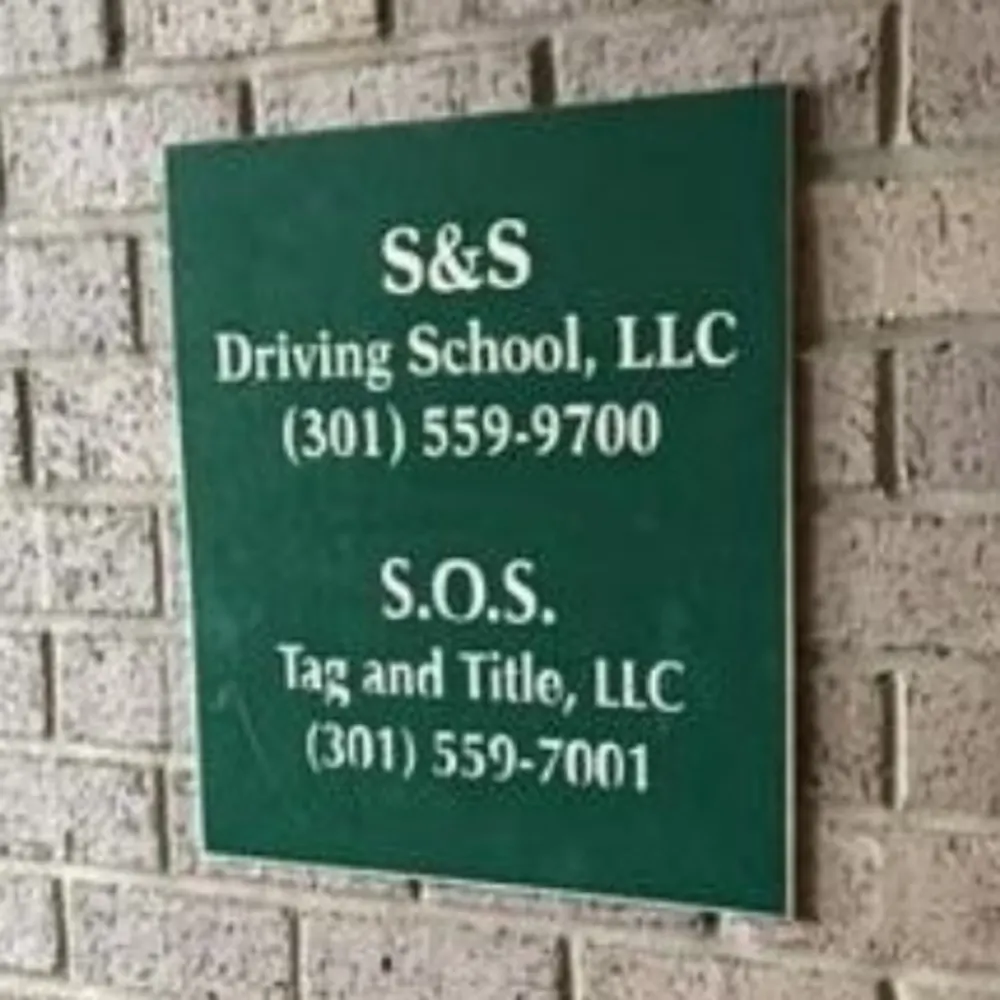 S&S
Driving School, LLC
(301) 559-9700
S.O.S.
Tag and Title, LLC
(301) 559-7001